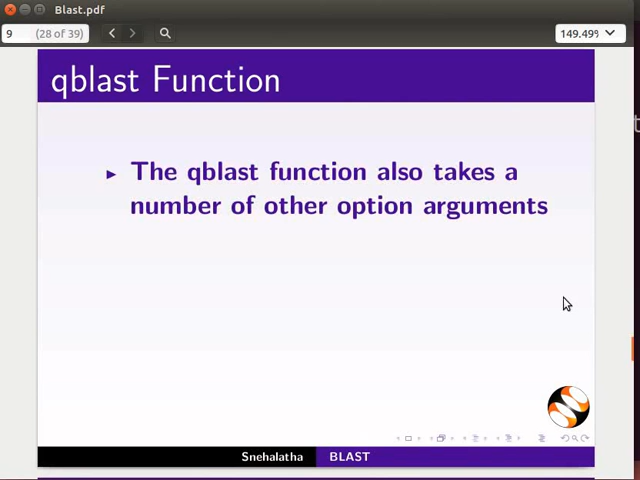 Blast.pdf
9 (28 of 39) 149.49%
qblast Function
The qblast function also takes a
number of other option arguments
Snehalatha BLAST